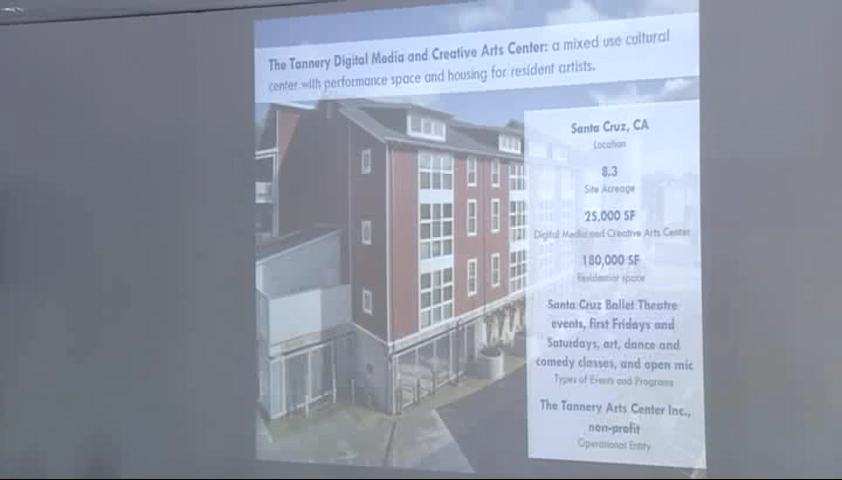 The Tannery Digital Media and Creative Arts Center: a mixed use cultural
center with performance space and housing for resident artists.
Santa Cruz, CA
Location
8.3
Site Acreage
25,000 SF
Digital Media and Creative Arts Center
180,000 SF
Residential space
Santa Cruz Ballet Theatre
events, first Fridays and
Saturdays, art, dance and
comedy classes, and open mic
Types of Events and Programs
The Tannery Arts Center Inc.,
non-profit
Operational Entity